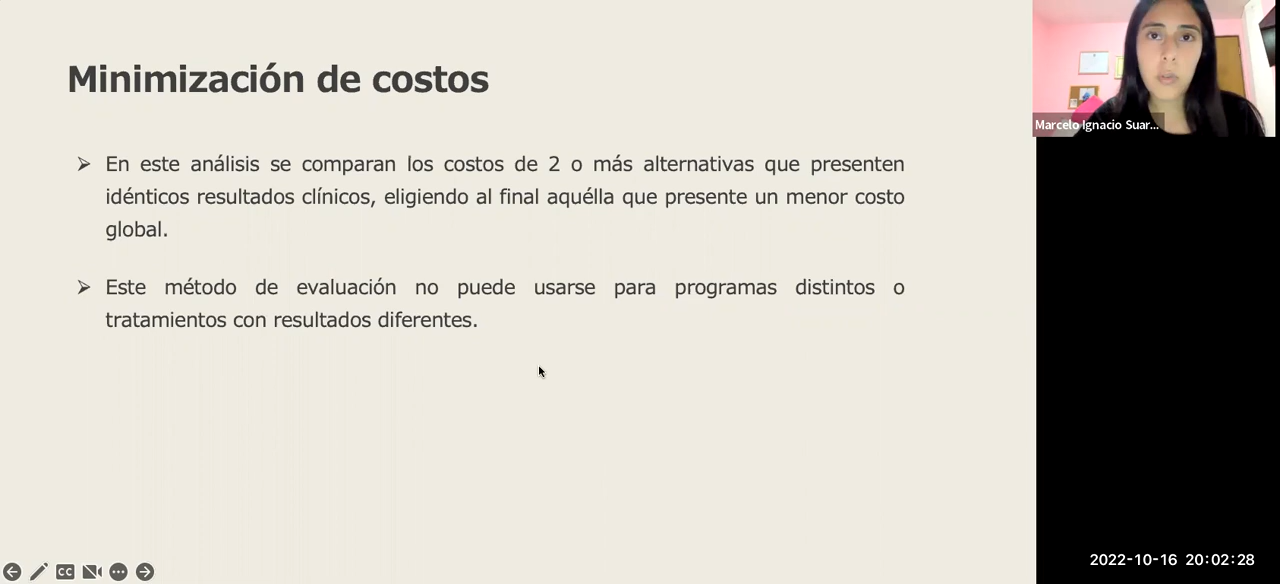 Minimización de costos
➢ En este análisis se comparan los costos de 2 o más alternativas que presenten
idénticos resultados clínicos, eligiendo al final aquélla que presente un menor costo
global.
➢ Este método de evaluación no puede usarse para programas distintos o
tratamientos con resultados diferentes.
Marcelo Ignacio Suar...
CC
2022-10-16 20:02:28